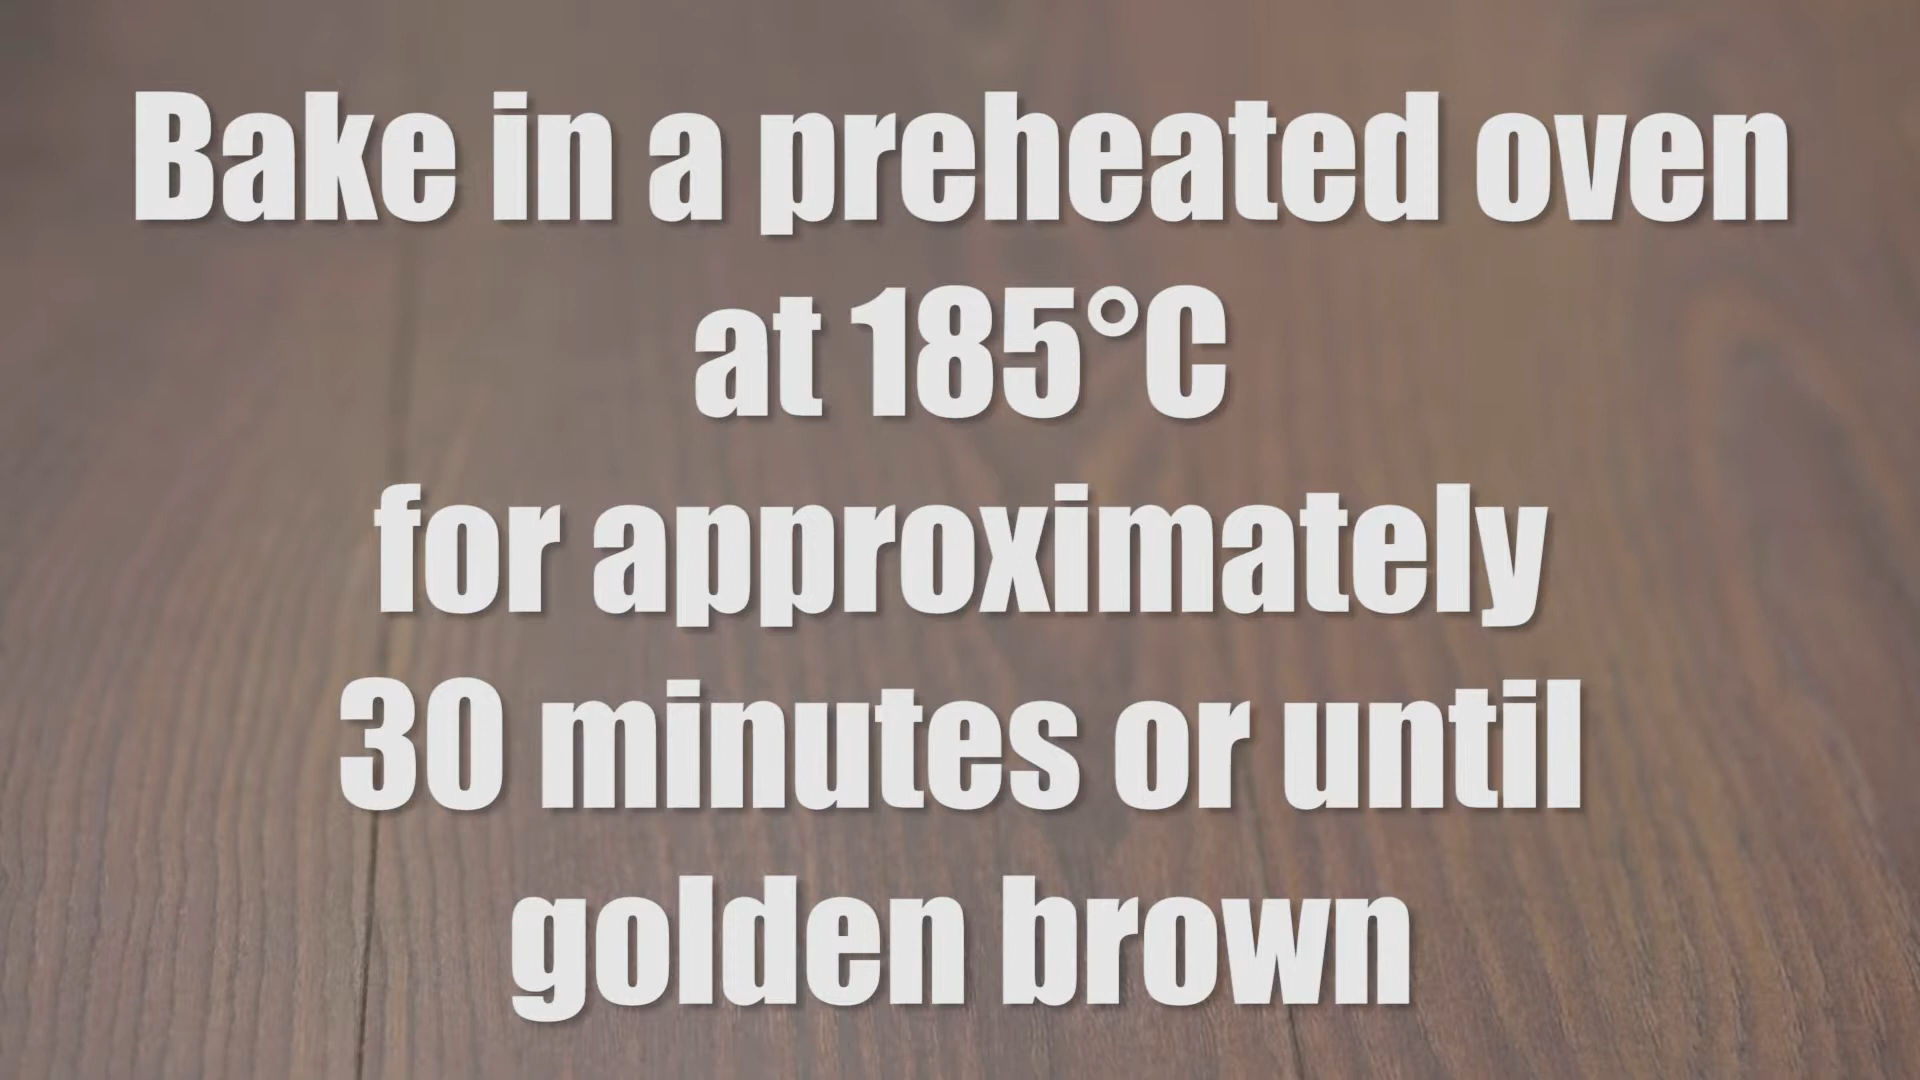 Bake in a preheated oven
at 185°C
for approximately
30 minutes or until
golden brown